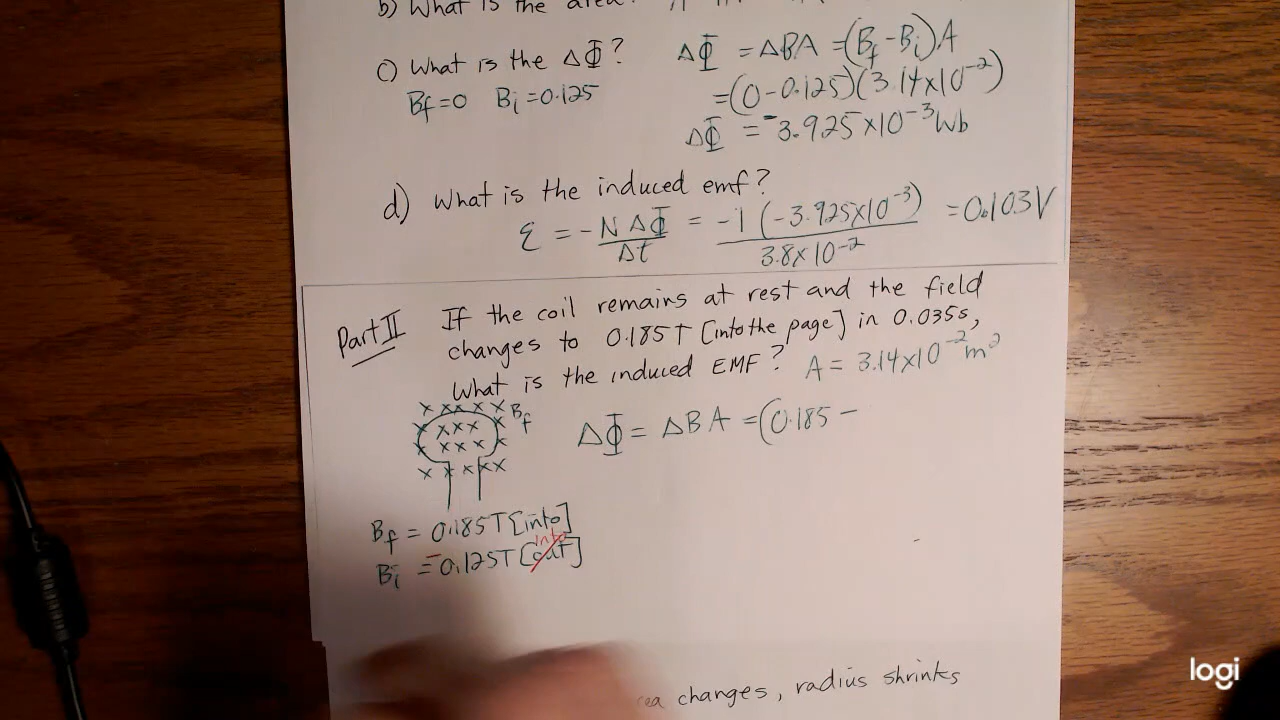 b) What is the area?
c) What is the ΔΦ? ΔΦ = ΔBA = (Bf - Bi)A
Bf = 0 Bi = 0.125 = (0 - 0.125)(3.14x10⁻²)
ΔΦ = -3.925x10⁻³ Wb
d) What is the induced emf?
ε = -N ΔΦ / Δt = -1 (-3.925x10⁻³) / 3.8x10⁻² = 0.103V
Part II If the coil remains at rest and the field
changes to 0.185T [into the page] in 0.035s,
What is the induced EMF? A = 3.14x10⁻² m²
x x x x x Bf
x x x x x ΔΦ = ΔBA = (0.185 -
x x x x x
x x x x x
Bf = 0.185T [into]
into
Bi = -0.125T [out]
area changes, radius shrinks
logi